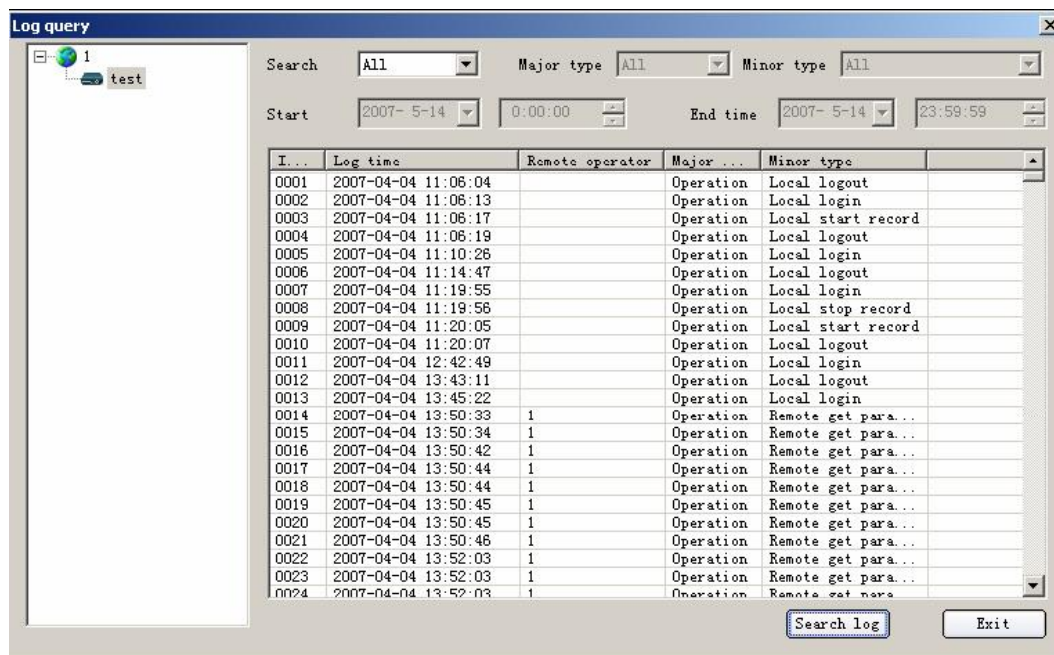 Log query
1
test
Search All Major type All Minor type All
Start 2007- 5-14 0:00:00 End time 2007- 5-14 23:59:59
I... Log time Remote operator Major ... Minor type
0001 2007-04-04 11:06:04 Operation Local logout
0002 2007-04-04 11:06:13 Operation Local login
0003 2007-04-04 11:06:17 Operation Local start record
0004 2007-04-04 11:06:19 Operation Local logout
0005 2007-04-04 11:10:26 Operation Local login
0006 2007-04-04 11:14:47 Operation Local logout
0007 2007-04-04 11:19:55 Operation Local login
0008 2007-04-04 11:19:56 Operation Local stop record
0009 2007-04-04 11:20:05 Operation Local start record
0010 2007-04-04 11:20:07 Operation Local logout
0011 2007-04-04 12:42:49 Operation Local login
0012 2007-04-04 13:43:11 Operation Local logout
0013 2007-04-04 13:45:22 Operation Local login
0014 2007-04-04 13:50:33 1 Operation Remote get para...
0015 2007-04-04 13:50:34 1 Operation Remote get para...
0016 2007-04-04 13:50:42 1 Operation Remote get para...
0017 2007-04-04 13:50:44 1 Operation Remote get para...
0018 2007-04-04 13:50:44 1 Operation Remote get para...
0019 2007-04-04 13:50:45 1 Operation Remote get para...
0020 2007-04-04 13:50:45 1 Operation Remote get para...
0021 2007-04-04 13:50:46 1 Operation Remote get para...
0022 2007-04-04 13:52:03 1 Operation Remote get para...
0023 2007-04-04 13:52:03 1 Operation Remote get para...
0024 2007-04-04 13:52:03 1 Operation Remote get para
Search log Exit